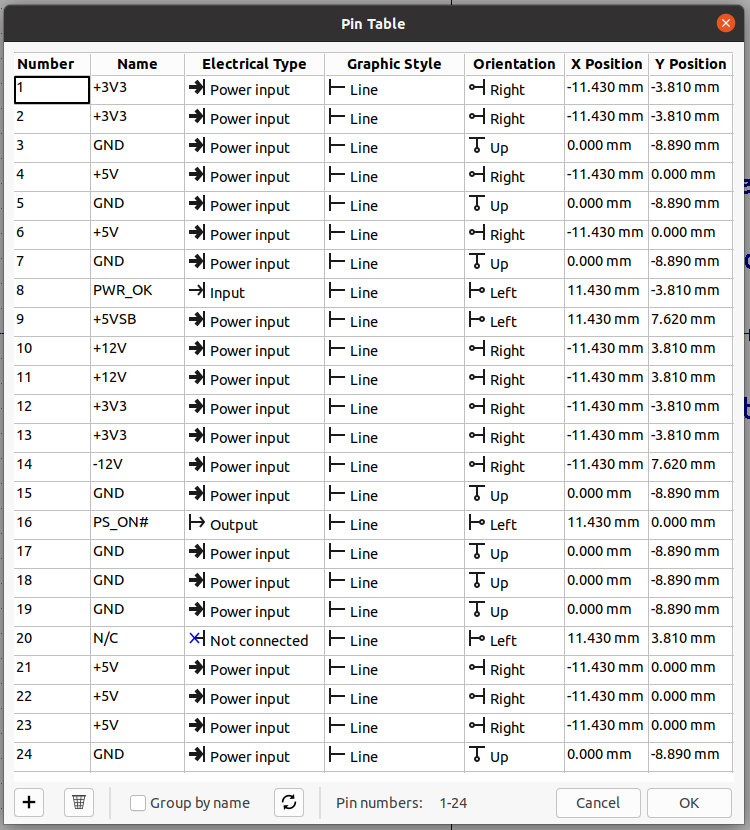 Pin Table
Number Name Electrical Type Graphic Style Orientation X Position Y Position
1 +3V3 Power input Line Right -11.430 mm -3.810 mm
2 +3V3 Power input Line Right -11.430 mm -3.810 mm
3 GND Power input Line Up 0.000 mm -8.890 mm
4 +5V Power input Line Right -11.430 mm 0.000 mm
5 GND Power input Line Up 0.000 mm -8.890 mm
6 +5V Power input Line Right -11.430 mm 0.000 mm
7 GND Power input Line Up 0.000 mm -8.890 mm
8 PWR_OK Input Line Left 11.430 mm -3.810 mm
9 +5VSB Power input Line Left 11.430 mm 7.620 mm
10 +12V Power input Line Right -11.430 mm 3.810 mm
11 +12V Power input Line Right -11.430 mm 3.810 mm
12 +3V3 Power input Line Right -11.430 mm -3.810 mm
13 +3V3 Power input Line Right -11.430 mm -3.810 mm
14 -12V Power input Line Right -11.430 mm 7.620 mm
15 GND Power input Line Up 0.000 mm -8.890 mm
16 PS_ON# Output Line Left 11.430 mm 0.000 mm
17 GND Power input Line Up 0.000 mm -8.890 mm
18 GND Power input Line Up 0.000 mm -8.890 mm
19 GND Power input Line Up 0.000 mm -8.890 mm
20 N/C Not connected Line Left 11.430 mm 3.810 mm
21 +5V Power input Line Right -11.430 mm 0.000 mm
22 +5V Power input Line Right -11.430 mm 0.000 mm
23 +5V Power input Line Right -11.430 mm 0.000 mm
24 GND Power input Line Up 0.000 mm -8.890 mm
Group by name Pin numbers: 1-24 Cancel OK